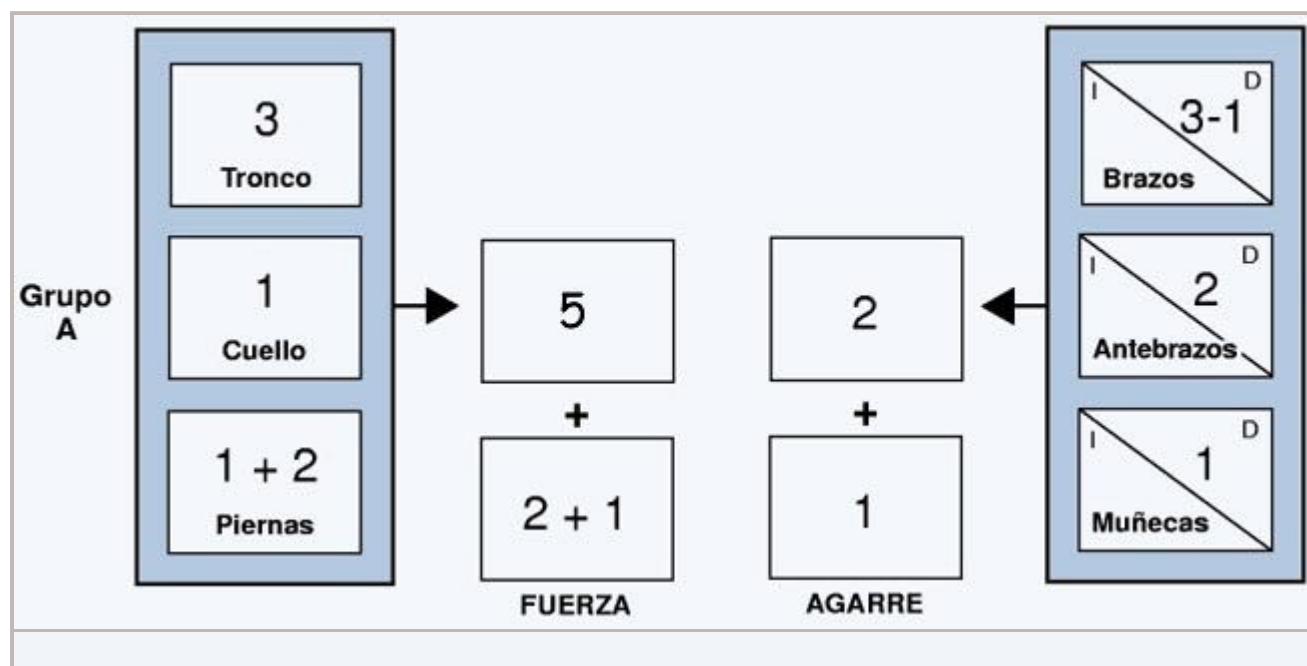 3
Tronco
1
Cuello
1 + 2
Piernas
Grupo
A
5
+
2 + 1
FUERZA
2
+
1
AGARRE
I
D
3-1
Brazos
I
D
2
Antebrazos
I
D
1
Muñecas